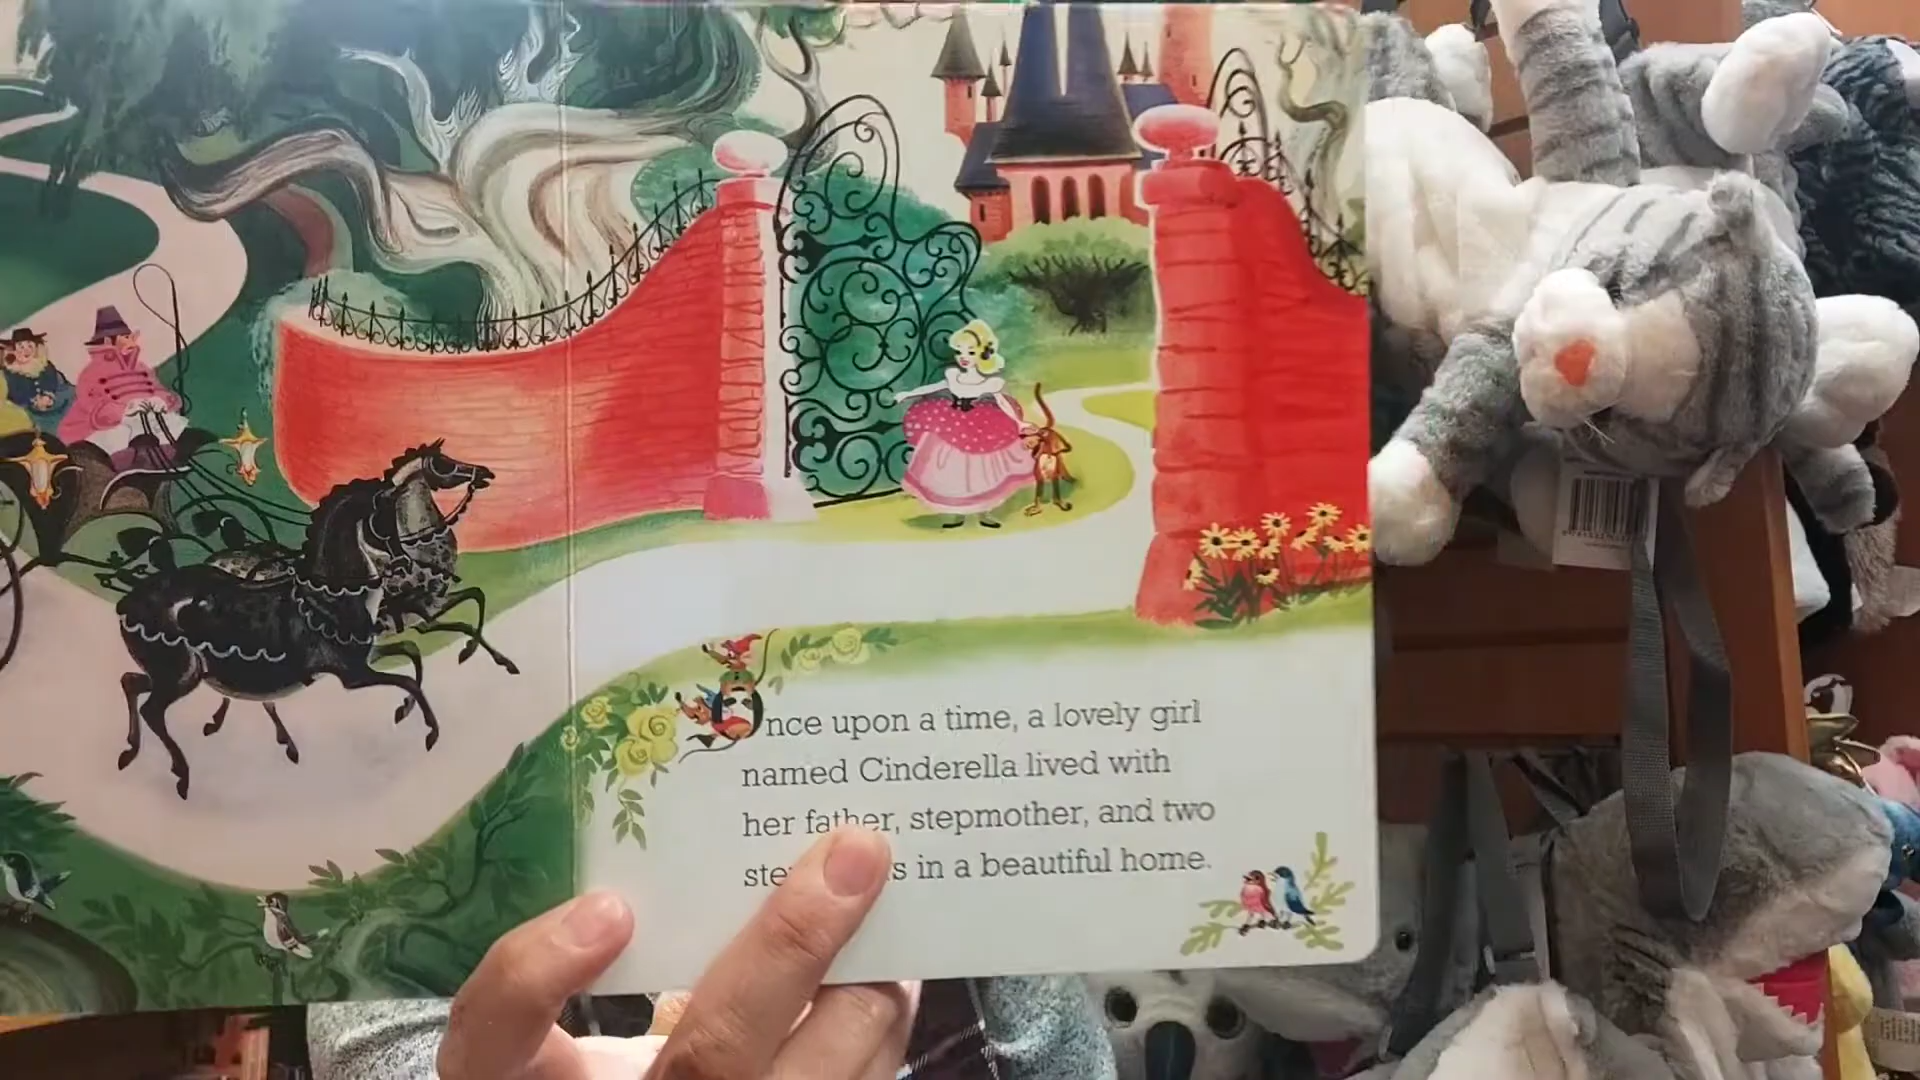 Once upon a time, a lovely girl
named Cinderella lived with
her father, stepmother, and two
in a beautiful home.